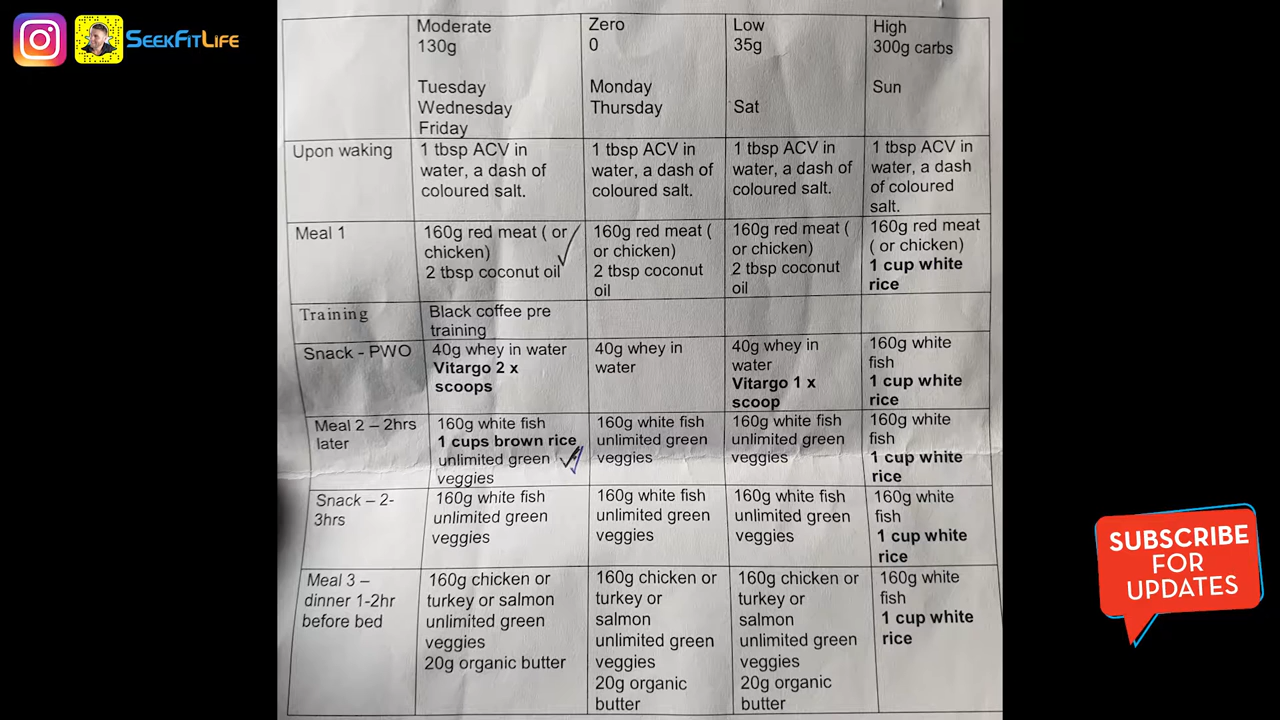 SEEKFITLIFE
Moderate
130g
Tuesday
Wednesday
Friday
Zero
0
Monday
Thursday
Low
35g
Sat
High
300g carbs
Sun
Upon waking
1 tbsp ACV in
water, a dash of
coloured salt.
1 tbsp ACV in
water, a dash of
coloured salt.
1 tbsp ACV in
water, a dash of
coloured salt.
1 tbsp ACV in
water, a dash
of coloured
salt.
Meal 1
160g red meat ( or
chicken)
2 tbsp coconut oil
160g red meat (
or chicken)
2 tbsp coconut
oil
160g red meat (
or chicken)
2 tbsp coconut
oil
160g red meat
( or chicken)
1 cup white
rice
Training
Black coffee pre
training
Snack - PWO
40g whey in water
Vitargo 2 x
scoops
40g whey in
water
40g whey in
water
Vitargo 1 x
scoop
160g white
fish
1 cup white
rice
Meal 2 – 2hrs
later
160g white fish
1 cups brown rice
unlimited green
veggies
160g white fish
unlimited green
veggies
160g white fish
unlimited green
veggies
160g white
fish
1 cup white
rice
Snack – 2-
3hrs
160g white fish
unlimited green
veggies
160g white fish
unlimited green
veggies
160g white fish
unlimited green
veggies
160g white
fish
1 cup white
rice
Meal 3 –
dinner 1-2hr
before bed
160g chicken or
turkey or salmon
unlimited green
veggies
20g organic butter
160g chicken or
turkey or
salmon
unlimited green
veggies
20g organic
butter
160g chicken or
turkey or
salmon
unlimited green
veggies
20g organic
butter
160g white
fish
1 cup white
rice
SUBSCRIBE
FOR
UPDATES